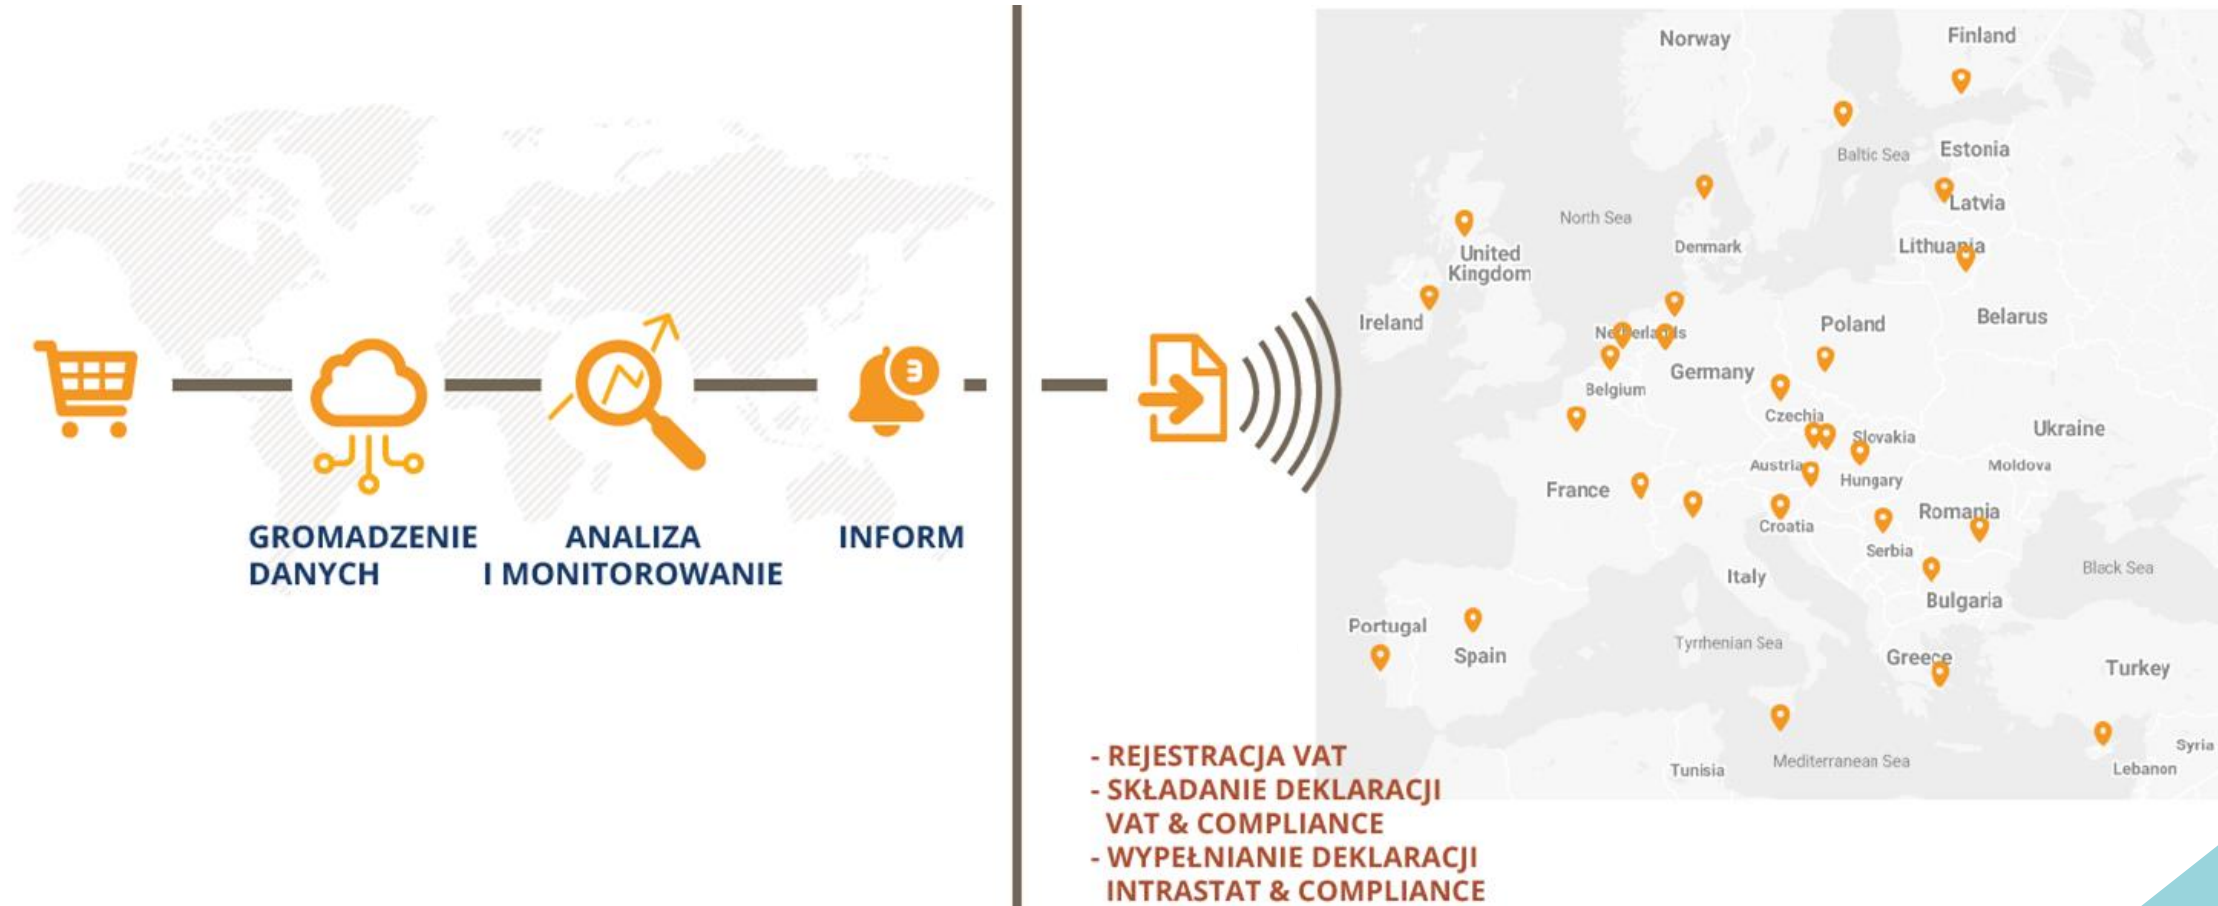 GROMADZENIE
DANYCH
ANALIZA
I MONITOROWANIE
INFORM
3
- REJESTRACJA VAT
- SKŁADANIE DEKLARACJI
VAT & COMPLIANCE
- WYPEŁNIANIE DEKLARACJI
INTRASTAT & COMPLIANCE
Norway
Finland
Baltic Sea
Estonia
Latvia
North Sea
United
Kingdom
Denmark
Lithuania
Ireland
Netherlands
Poland
Belarus
Belgium
Germany
Czechia
Slovakia
Ukraine
Austria
Hungary
Moldova
France
Croatia
Romania
Serbia
Italy
Black Sea
Bulgaria
Portugal
Spain
Tyrrhenian Sea
Greece
Turkey
Tunisia
Mediterranean Sea
Syria
Lebanon